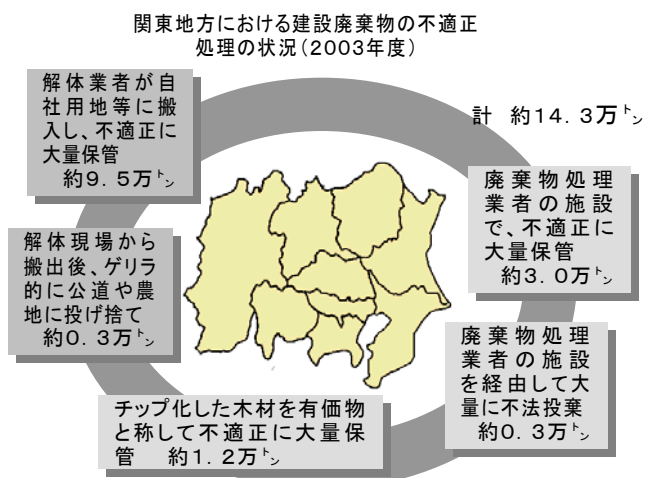 関東地方における建設廃棄物の不適正
処理の状況(2003年度)
計 約14.3万㌧
解体業者が自
社用地等に搬
入し、不適正に
大量保管
約9.5万㌧
廃棄物処理
業者の施設
で、不適正に
大量保管
約3.0万㌧
解体現場から
搬出後、ゲリラ
的に公道や農
地に投げ捨て
約0.3万㌧
廃棄物処理
業者の施設
を経由して大
量に不法投棄
約0.3万㌧
チップ化した木材を有価物
と称して不適正に大量保
管 約1.2万㌧